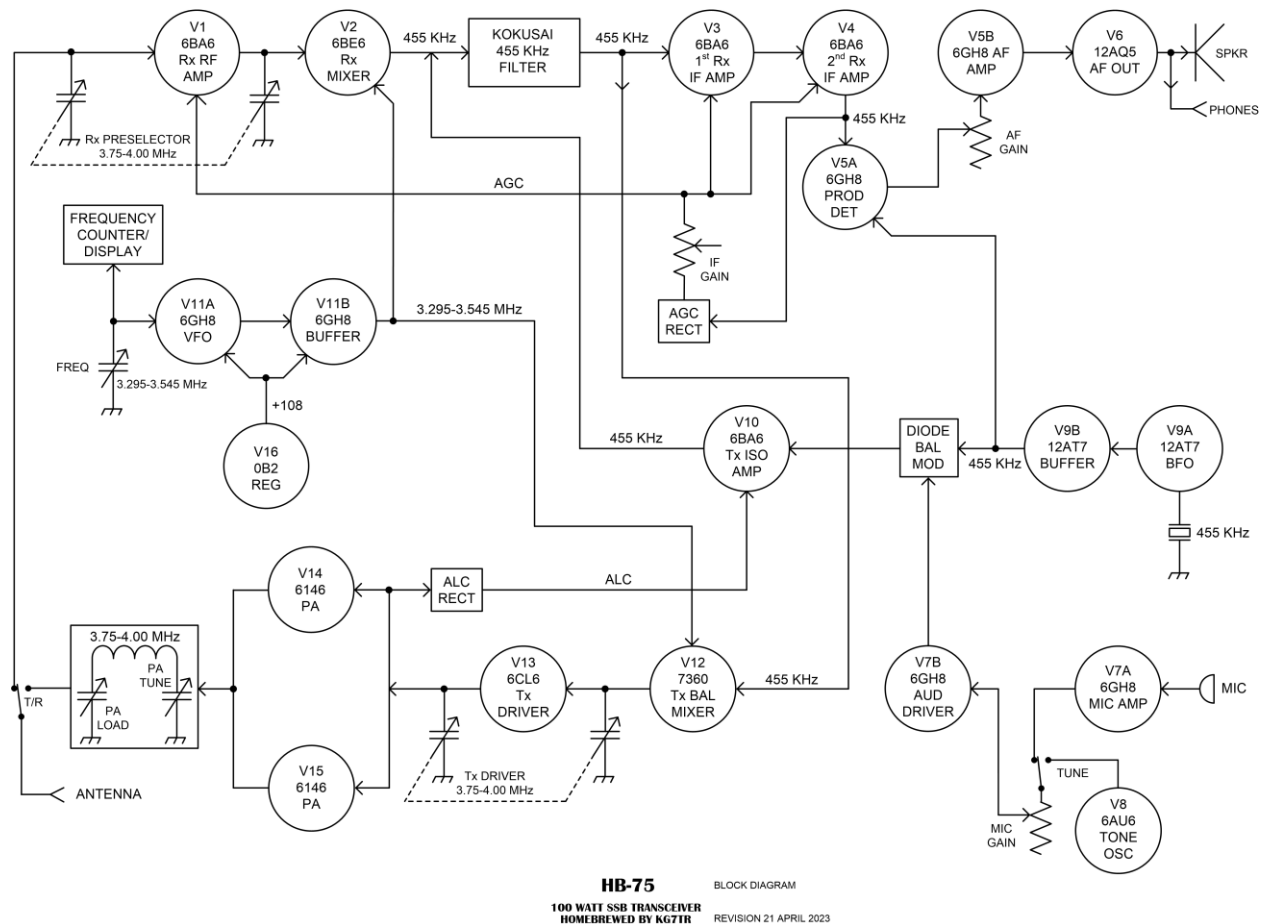 V1
6BA6
Rx RF
AMP
V2
6BE6
Rx
MIXER
455 KHz
KOKUSAI
455 KHz
FILTER
455 KHz
V3
6BA6
1st Rx
IF AMP
V4
6BA6
2nd Rx
IF AMP
V5B
6GH8 AF
AMP
V6
12AQ5
AF OUT
SPKR
PHONES
Rx PRESELECTOR
3.75-4.00 MHz
455 KHz
AF
GAIN
V5A
6GH8
PROD
DET
AGC
FREQUENCY
COUNTER/
DISPLAY
IF
GAIN
AGC
RECT
V11A
6GH8
VFO
V11B
6GH8
BUFFER
3.295-3.545 MHz
FREQ
3.295-3.545 MHz
+108
V16
0B2
REG
455 KHz
V10
6BA6
Tx ISO
AMP
DIODE
BAL
MOD
455 KHz
V9B
12AT7
BUFFER
V9A
12AT7
BFO
455 KHz
V14
6146
PA
ALC
RECT
ALC
3.75-4.00 MHz
PA
TUNE
PA
LOAD
T/R
V13
6CL6
Tx
DRIVER
V12
7360
Tx BAL
MIXER
455 KHz
V7B
6GH8
AUD
DRIVER
V7A
6GH8
MIC AMP
MIC
V15
6146
PA
Tx DRIVER
3.75-4.00 MHz
ANTENNA
TUNE
MIC
GAIN
V8
6AU6
TONE
OSC
HB-75
BLOCK DIAGRAM
100 WATT SSB TRANSCEIVER
HOMEBREWED BY KG7TR
REVISION 21 APRIL 2023